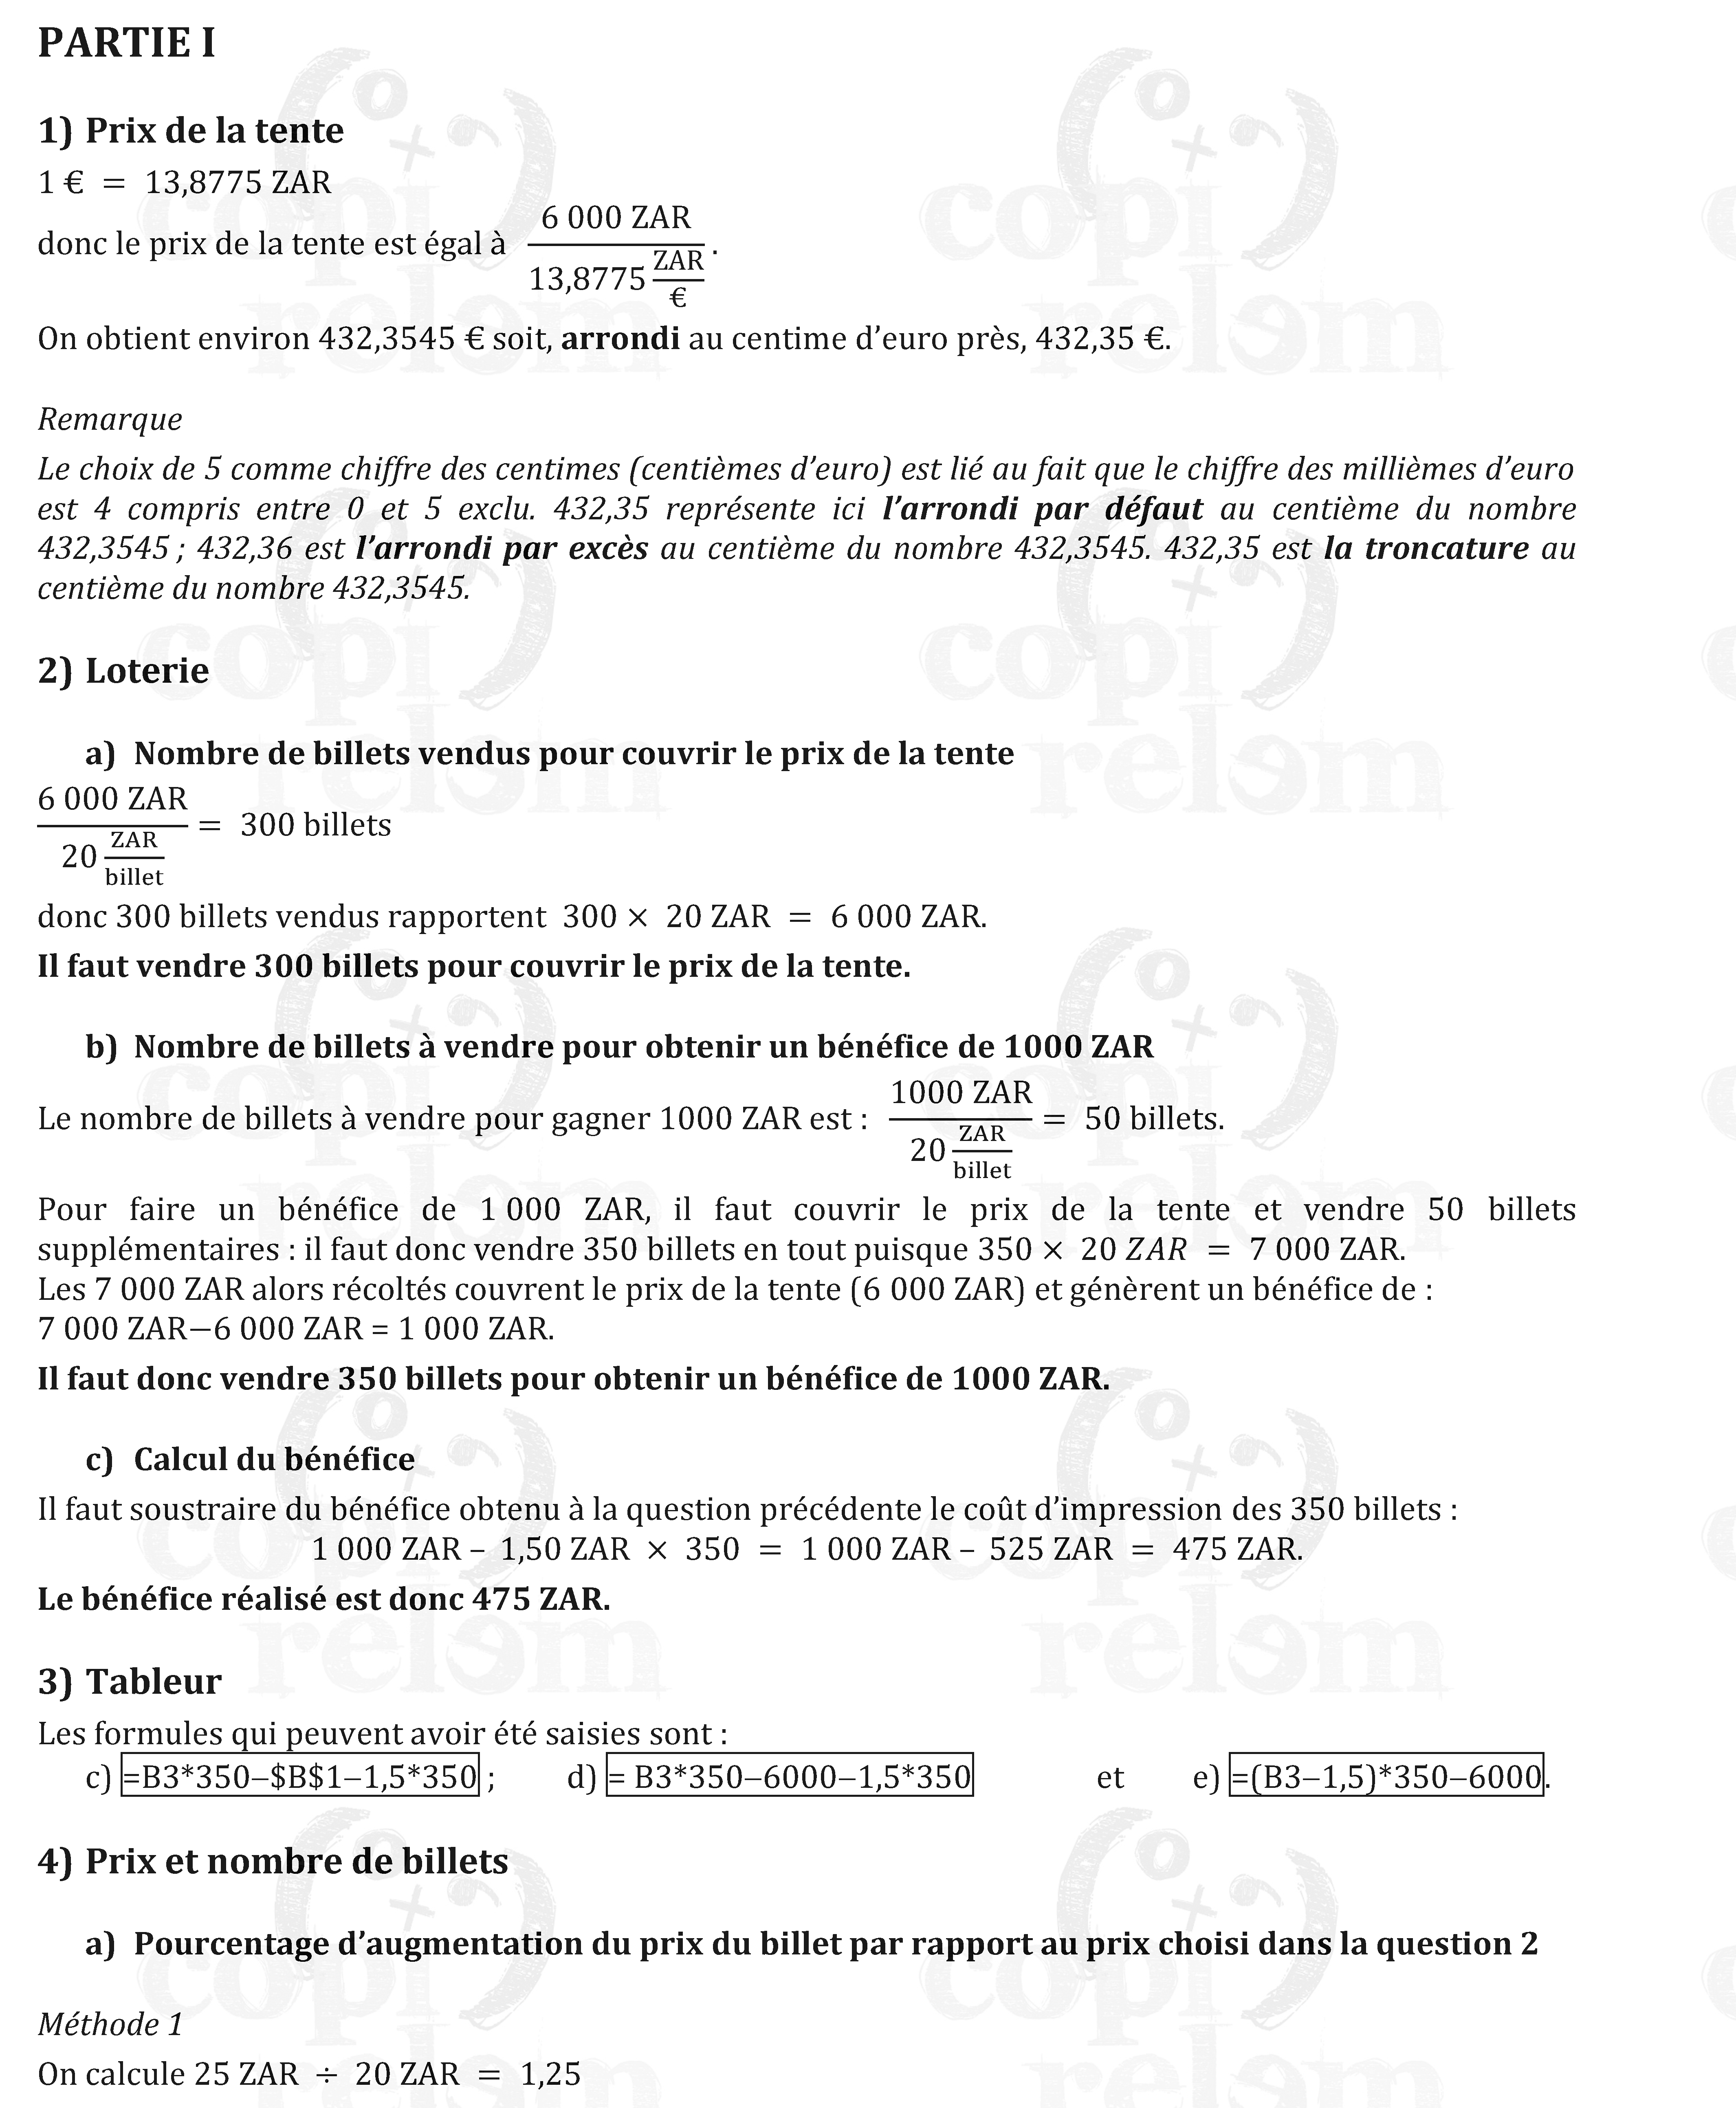 PARTIE I
1) Prix de la tente
1 € = 13,8775 ZAR
donc le prix de la tente est égal à 6 000 ZAR / 13,8775 ZAR/€ .
On obtient environ 432,3545 € soit, arrondi au centime d’euro près, 432,35 €.
Remarque
Le choix de 5 comme chiffre des centimes (centièmes d’euro) est lié au fait que le chiffre des millièmes d’euro
est 4 compris entre 0 et 5 exclu. 432,35 représente ici l’arrondi par défaut au centième du nombre
432,3545 ; 432,36 est l’arrondi par excès au centième du nombre 432,3545. 432,35 est la troncature au
centième du nombre 432,3545.
2) Loterie
a) Nombre de billets vendus pour couvrir le prix de la tente
6 000 ZAR / 20 ZAR/billet = 300 billets
donc 300 billets vendus rapportent 300 × 20 ZAR = 6 000 ZAR.
Il faut vendre 300 billets pour couvrir le prix de la tente.
b) Nombre de billets à vendre pour obtenir un bénéfice de 1000 ZAR
Le nombre de billets à vendre pour gagner 1000 ZAR est : 1000 ZAR / 20 ZAR/billet = 50 billets.
Pour faire un bénéfice de 1 000 ZAR, il faut couvrir le prix de la tente et vendre 50 billets
supplémentaires : il faut donc vendre 350 billets en tout puisque 350 × 20 ZAR = 7 000 ZAR.
Les 7 000 ZAR alors récoltés couvrent le prix de la tente (6 000 ZAR) et génèrent un bénéfice de :
7 000 ZAR−6 000 ZAR = 1 000 ZAR.
Il faut donc vendre 350 billets pour obtenir un bénéfice de 1000 ZAR.
c) Calcul du bénéfice
Il faut soustraire du bénéfice obtenu à la question précédente le coût d’impression des 350 billets :
1 000 ZAR – 1,50 ZAR × 350 = 1 000 ZAR – 525 ZAR = 475 ZAR.
Le bénéfice réalisé est donc 475 ZAR.
3) Tableur
Les formules qui peuvent avoir été saisies sont :
c) =B3*350–$B$1–1,5*350 ; d) = B3*350–6000–1,5*350 et e) =(B3–1,5)*350–6000.
4) Prix et nombre de billets
a) Pourcentage d’augmentation du prix du billet par rapport au prix choisi dans la question 2
Méthode 1
On calcule 25 ZAR ÷ 20 ZAR = 1,25